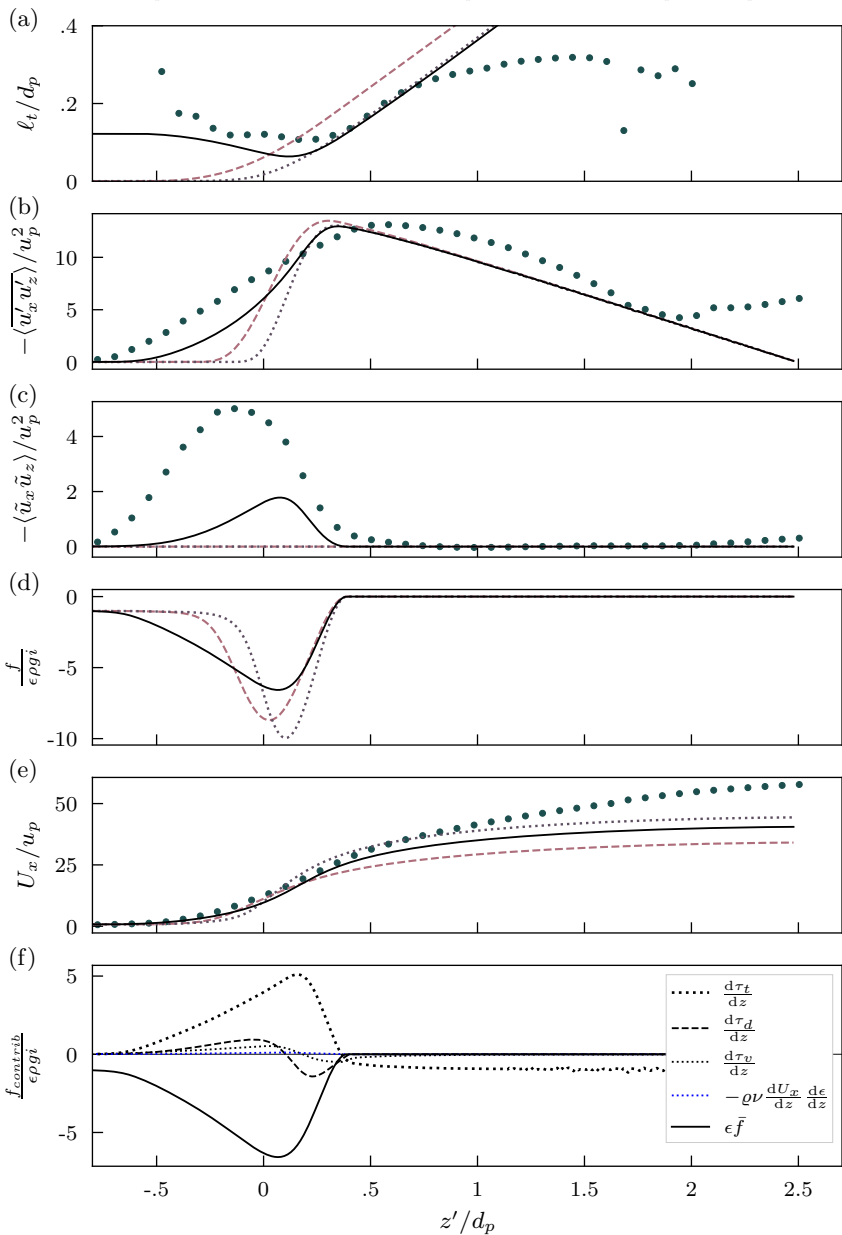 (a)
.4
.2
0
ℓ_t/d_p
(b)
10
5
0
−⟨\overline{u′_x u′_z}⟩/u_p^2
(c)
4
2
0
−⟨ũ_x ũ_z⟩/u_p^2
(d)
0
-5
-10
f/ϵρgi
(e)
50
25
0
U_x/u_p
(f)
5
0
-5
f_{contrib}/ϵρgi
dτ_t/dz
dτ_d/dz
dτ_v/dz
−ϱν dU_x/dz dϵ/dz
ϵf̄
-.5 0 .5 1 1.5 2 2.5
z′/d_p